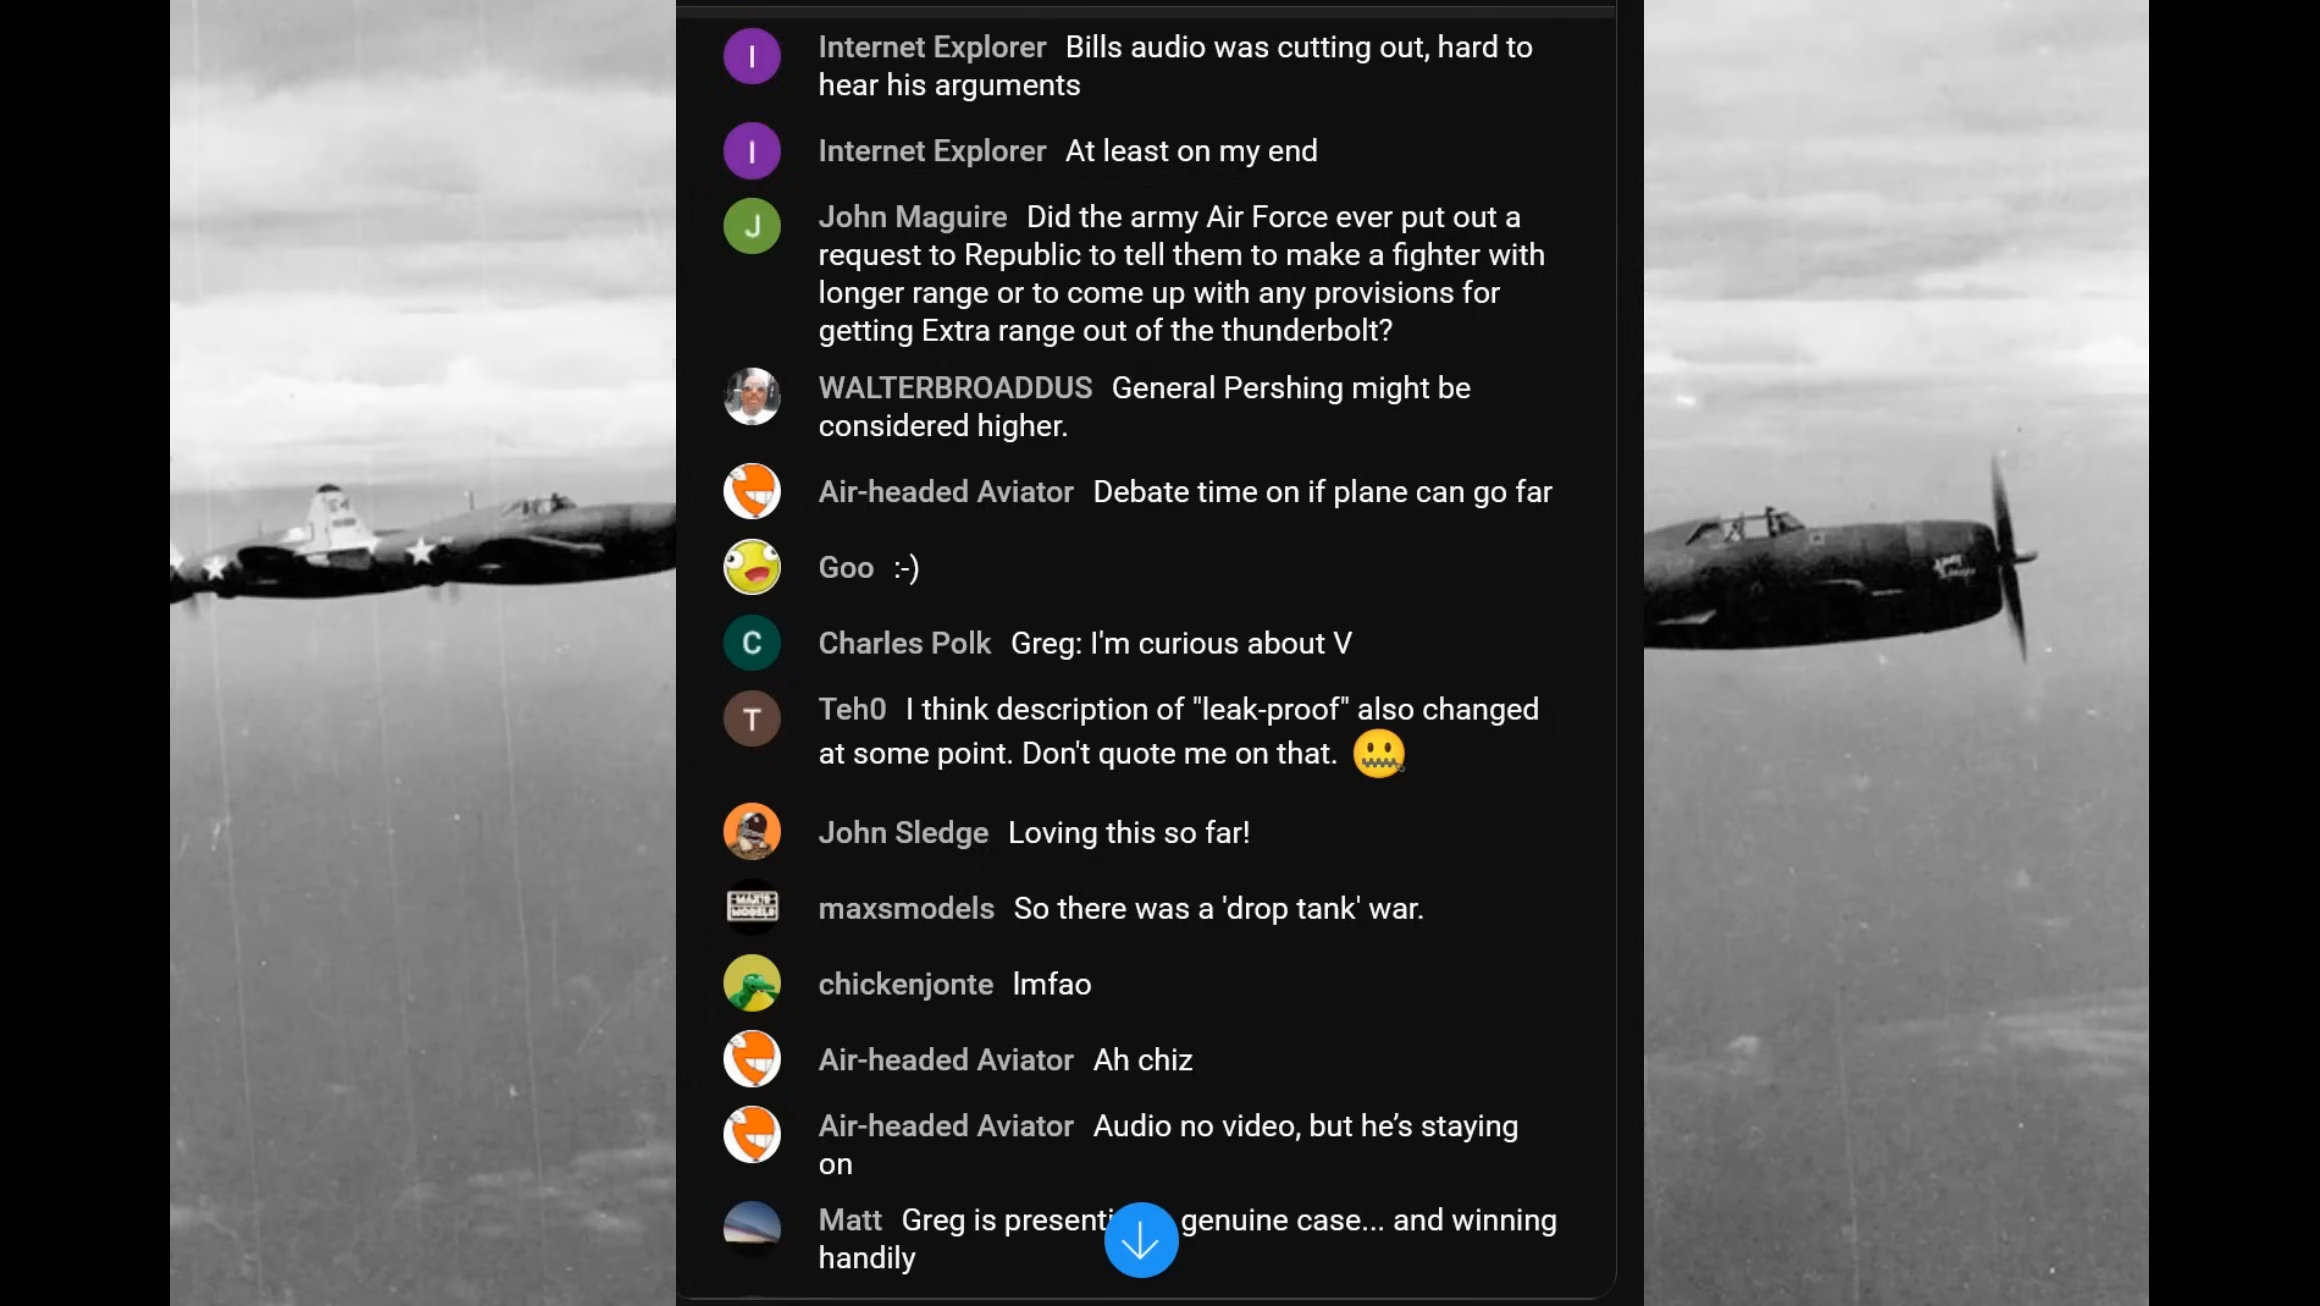 Internet Explorer Bills audio was cutting out, hard to
hear his arguments
Internet Explorer At least on my end
John Maguire Did the army Air Force ever put out a
request to Republic to tell them to make a fighter with
longer range or to come up with any provisions for
getting Extra range out of the thunderbolt?
WALTERBROADDUS General Pershing might be
considered higher.
Air-headed Aviator Debate time on if plane can go far
Goo :-)
Charles Polk Greg: I'm curious about V
Teh0 I think description of "leak-proof" also changed
at some point. Don't quote me on that.
John Sledge Loving this so far!
MAX'S
MODELS
maxsmodels So there was a 'drop tank' war.
chickenjonte lmfao
Air-headed Aviator Ah chiz
Air-headed Aviator Audio no video, but he’s staying
on
Matt Greg is genuine case... and winning
handily